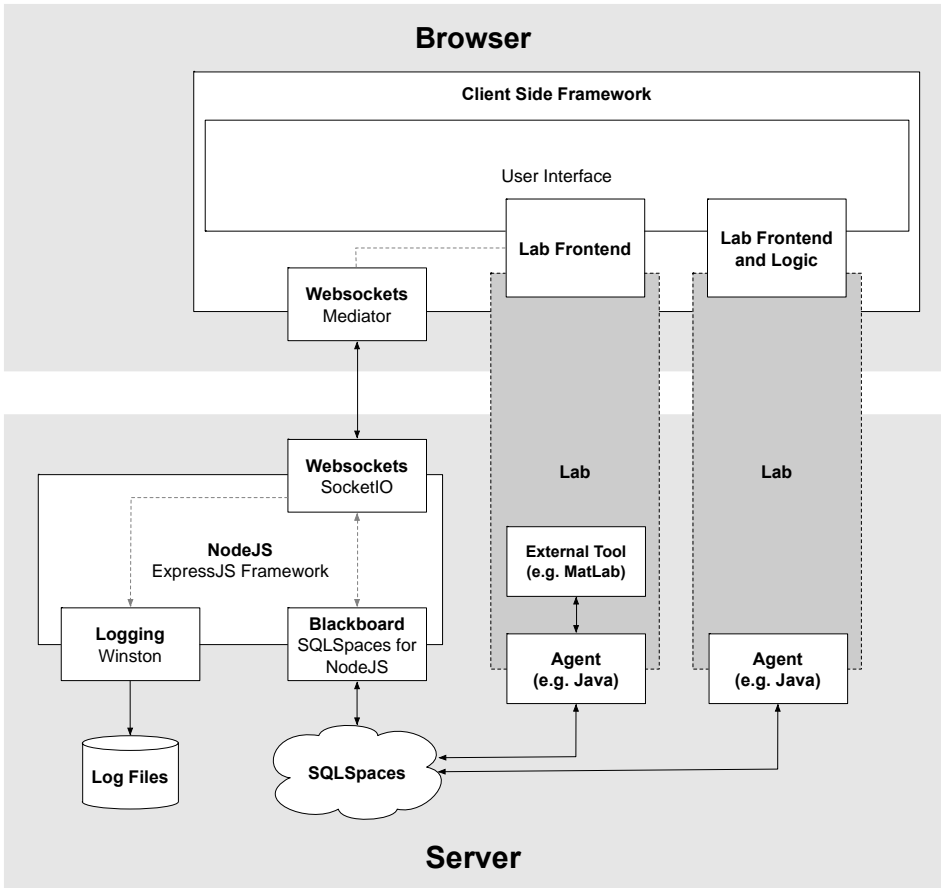 Browser
Client Side Framework
User Interface
Lab Frontend
Lab Frontend
and Logic
Websockets
Mediator
Websockets
SocketIO
Lab
Lab
NodeJS
ExpressJS Framework
External Tool
(e.g. MatLab)
Logging
Winston
Blackboard
SQLSpaces for
NodeJS
Agent
(e.g. Java)
Agent
(e.g. Java)
Log Files
SQLSpaces
Server